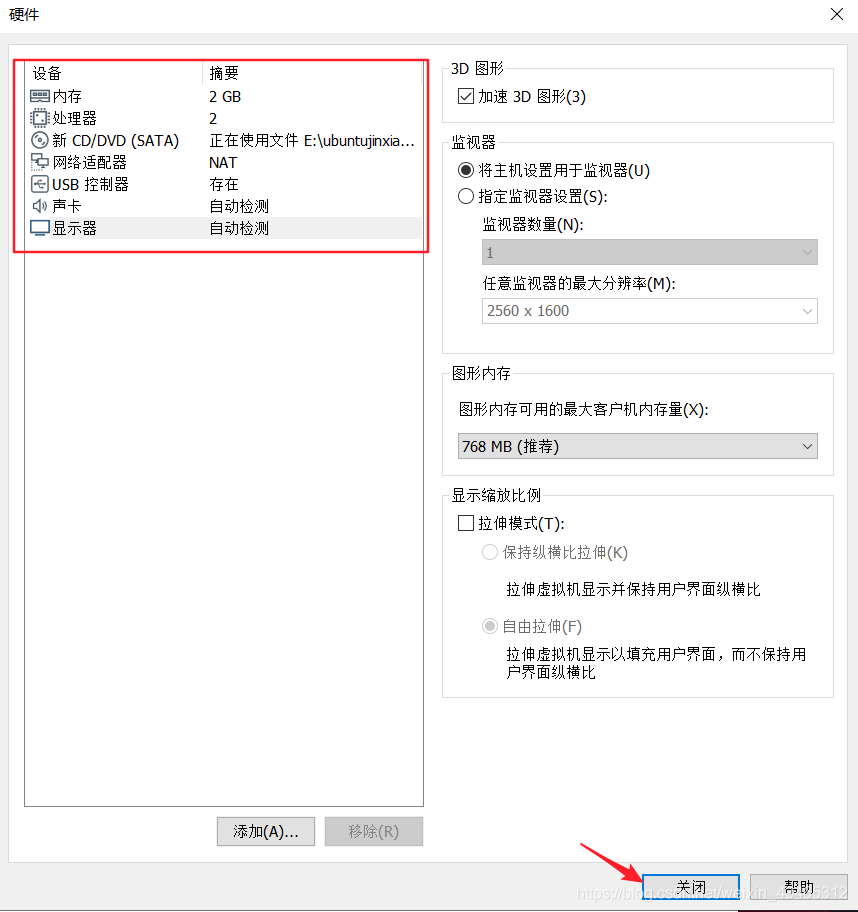 硬件
设备 摘要
内存 2 GB
处理器 2
新 CD/DVD (SATA) 正在使用文件 E:\ubuntujinxia...
网络适配器 NAT
USB 控制器 存在
声卡 自动检测
显示器 自动检测
添加(A)... 移除(R)
3D 图形
加速 3D 图形(3)
监视器
将主机设置用于监视器(U)
指定监视器设置(S):
监视器数量(N):
1
任意监视器的最大分辨率(M):
2560 x 1600
图形内存
图形内存可用的最大客户机内存量(X):
768 MB (推荐)
显示缩放比例
拉伸模式(T):
保持纵横比拉伸(K)
拉伸虚拟机显示并保持用户界面纵横比
自由拉伸(F)
拉伸虚拟机显示以填充用户界面，而不保持用
户界面纵横比
关闭 帮助